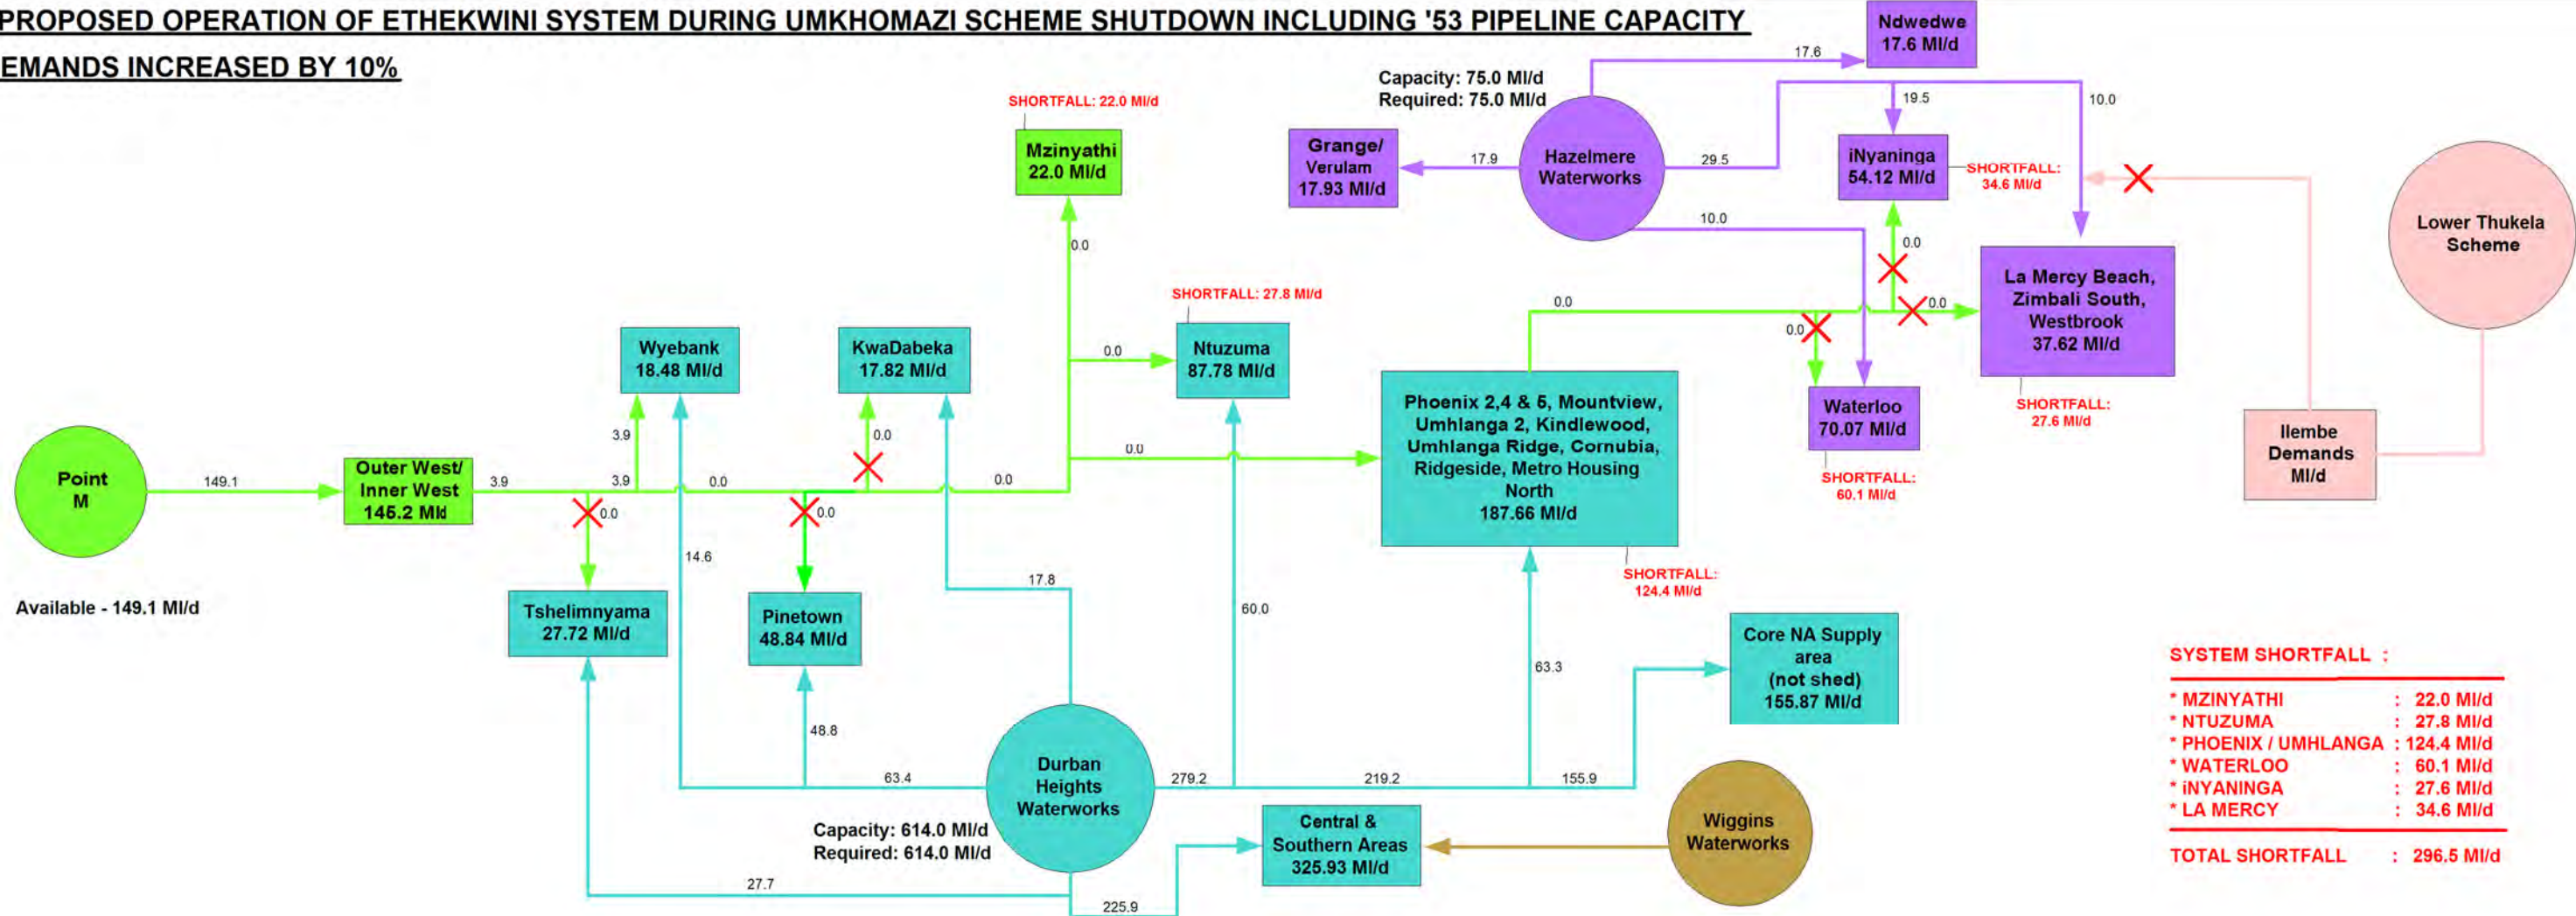 PROPOSED OPERATION OF ETHEKWINI SYSTEM DURING UMKHOMAZI SCHEME SHUTDOWN INCLUDING '53 PIPELINE CAPACITY
EMANDS INCREASED BY 10%
Ndwedwe
17.6 Ml/d
17.6
Capacity: 75.0 Ml/d
Required: 75.0 Ml/d
SHORTFALL: 22.0 Ml/d
Mzinyathi
22.0 Ml/d
0.0
Grange/
Verulam
17.93 Ml/d
17.9
Hazelmere
Waterworks
29.5
19.5
10.0
iNyaninga
54.12 Ml/d
SHORTFALL:
34.6 Ml/d
10.0
0.0
Lower Thukela
Scheme
La Mercy Beach,
Zimbali South,
Westbrook
37.62 Ml/d
SHORTFALL:
27.6 Ml/d
0.0
0.0
0.0
SHORTFALL: 27.8 Ml/d
Ntuzuma
87.78 Ml/d
0.0
Wyebank
18.48 Ml/d
KwaDabeka
17.82 Ml/d
Waterloo
70.07 Ml/d
SHORTFALL:
60.1 Ml/d
Phoenix 2,4 & 5, Mountview,
Umhlanga 2, Kindlewood,
Umhlanga Ridge, Cornubia,
Ridgeside, Metro Housing
North
187.66 Ml/d
SHORTFALL:
124.4 Ml/d
Ilembe
Demands
Ml/d
Point
M
149.1
Outer West/
Inner West
145.2 Mld
3.9
3.9
3.9
0.0
0.0
0.0
0.0
0.0
0.0
Available - 149.1 Ml/d
14.6
17.8
60.0
63.3
Tshelimnyama
27.72 Ml/d
Pinetown
48.84 Ml/d
48.8
Core NA Supply
area
(not shed)
155.87 Ml/d
63.4
Durban
Heights
Waterworks
279.2
219.2
155.9
Capacity: 614.0 Ml/d
Required: 614.0 Ml/d
Central &
Southern Areas
325.93 Ml/d
Wiggins
Waterworks
27.7
225.9
SYSTEM SHORTFALL :
* MZINYATHI : 22.0 Ml/d
* NTUZUMA : 27.8 Ml/d
* PHOENIX / UMHLANGA : 124.4 Ml/d
* WATERLOO : 60.1 Ml/d
* iNYANINGA : 27.6 Ml/d
* LA MERCY : 34.6 Ml/d
TOTAL SHORTFALL : 296.5 Ml/d